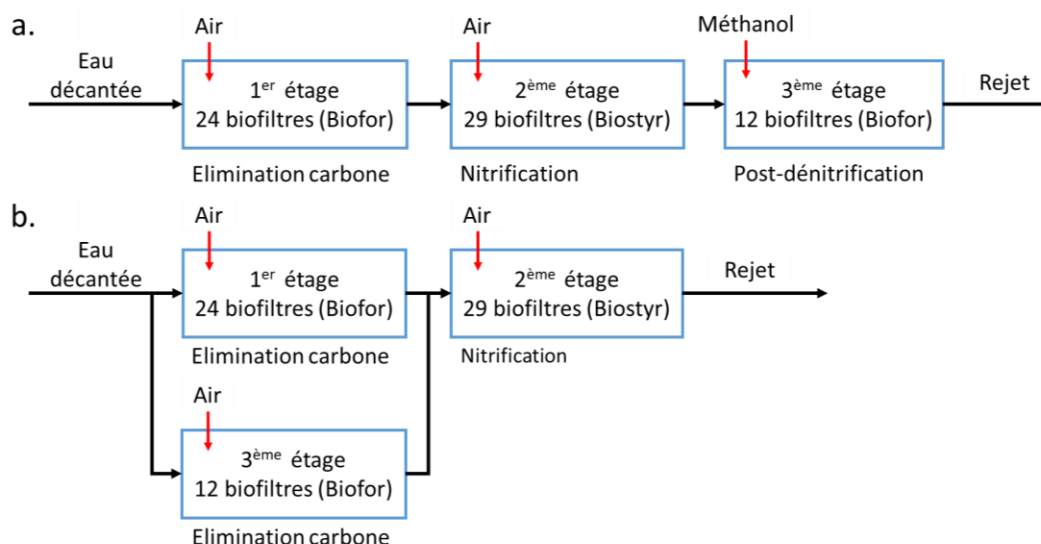 a.
Air
Air
Méthanol
Eau
décantée
1er étage
24 biofiltres (Biofor)
2ème étage
29 biofiltres (Biostyr)
3ème étage
12 biofiltres (Biofor)
Rejet
Elimination carbone
Nitrification
Post-dénitrification
b.
Air
Air
Eau
décantée
1er étage
24 biofiltres (Biofor)
2ème étage
29 biofiltres (Biostyr)
Rejet
Elimination carbone
Nitrification
Air
3ème étage
12 biofiltres (Biofor)
Elimination carbone